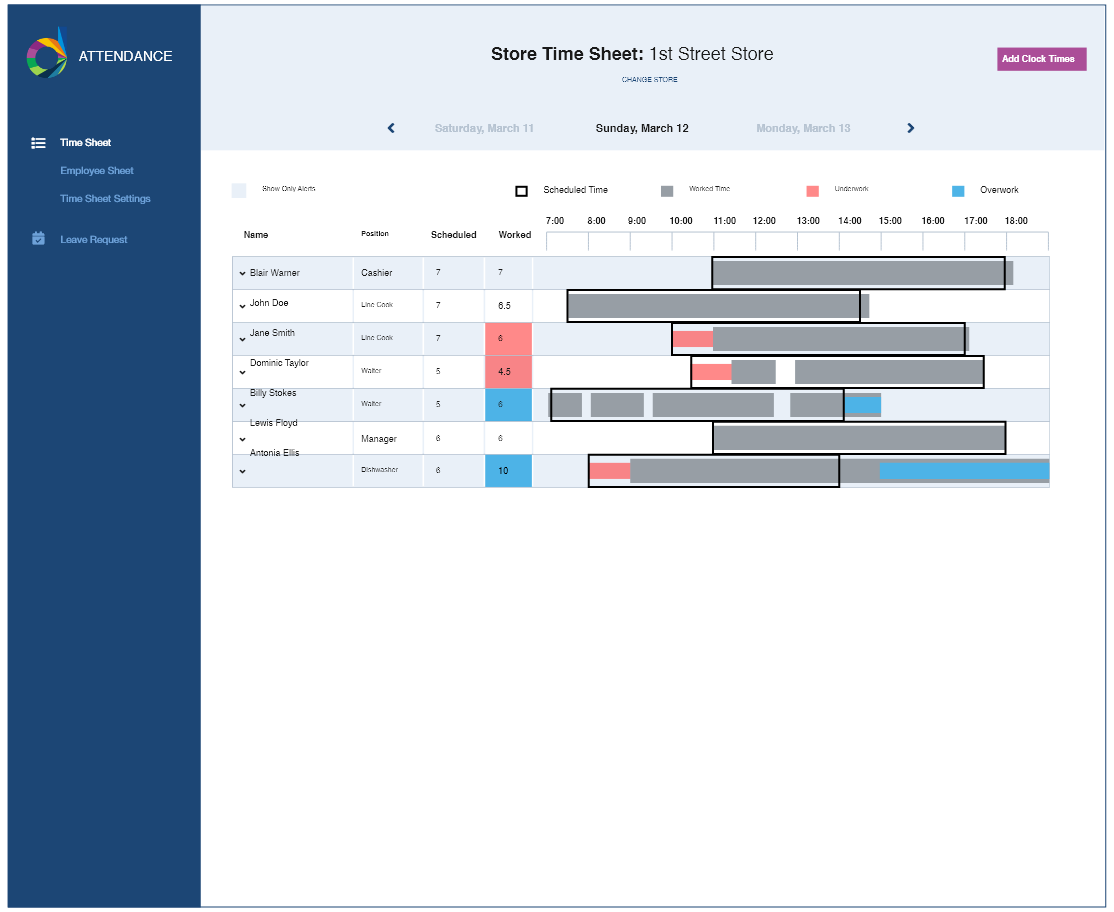 ATTENDANCE
Time Sheet
Employee Sheet
Time Sheet Settings
Leave Request
Store Time Sheet: 1st Street Store
CHANGE STORE
Add Clock Times
Saturday, March 11 Sunday, March 12 Monday, March 13
Show Only Alerts Scheduled Time Worked Time Underwork Overwork
7:00 8:00 9:00 10:00 11:00 12:00 13:00 14:00 15:00 16:00 17:00 18:00
Name Position Scheduled Worked
Blair Warner Cashier 7 7
John Doe Line Cook 7 6.5
Jane Smith Line Cook 7 6
Dominic Taylor Waiter 5 4.5
Billy Stokes Waiter 5 6
Lewis Floyd Manager 6 6
Antonia Ellis Dishwasher 6 10